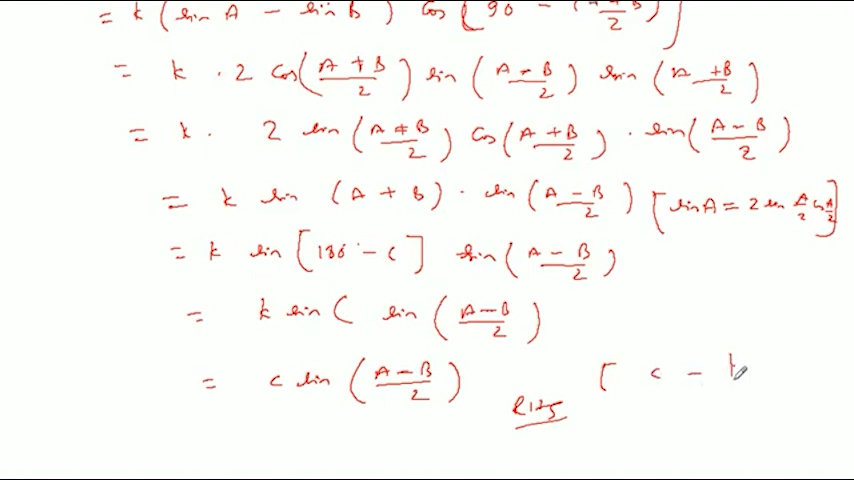 = k (sin A − sin B) cos [90 − (A+B/2)]
= k · 2 cos (A + B/2) sin (A − B/2) sin (A + B/2)
= k · 2 sin (A + B/2) cos (A + B/2) · sin (A − B/2)
= k sin (A + B) · sin (A − B/2) [sin A = 2 sin A/2 cos A/2]
= k sin [180 − C] sin (A − B/2)
= k sin C sin (A − B/2)
= c sin (A − B/2) RHS [ c − k